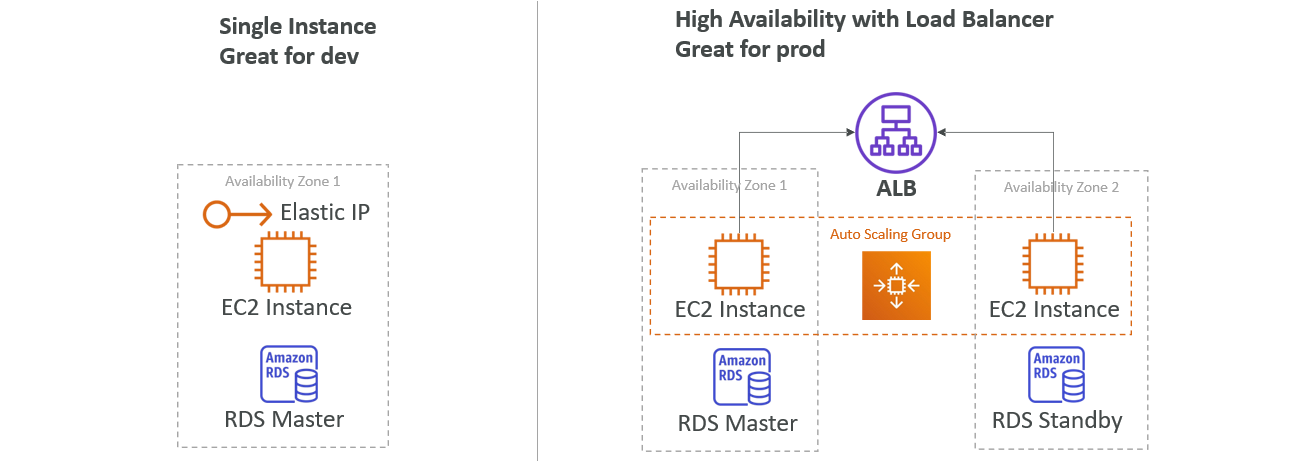 Single Instance
Great for dev
Availability Zone 1
Elastic IP
EC2 Instance
Amazon
RDS
RDS Master
High Availability with Load Balancer
Great for prod
ALB
Availability Zone 1
Availability Zone 2
Auto Scaling Group
EC2 Instance
EC2 Instance
Amazon
RDS
RDS Master
Amazon
RDS
RDS Standby